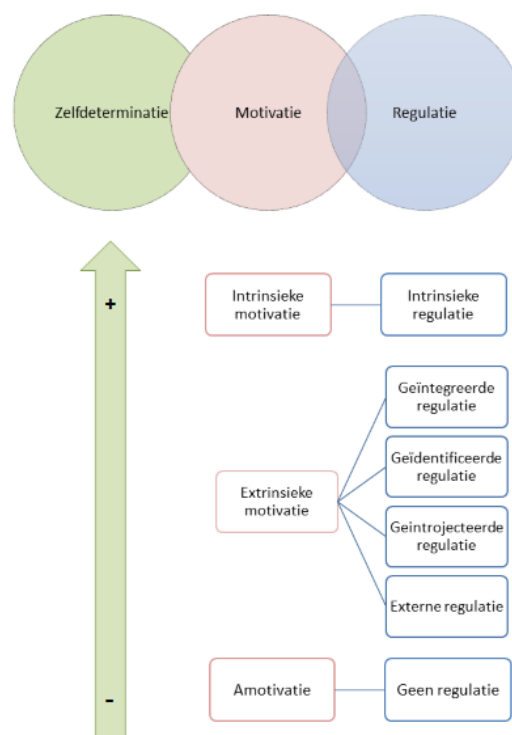 Zelfdeterminatie Motivatie Regulatie
+
Intrinsieke
motivatie
Intrinsieke
regulatie
Geïntegreerde
regulatie
Geïdentificeerde
regulatie
Extrinsieke
motivatie
Geintrojecteerde
regulatie
Externe regulatie
Amotivatie
Geen regulatie
-